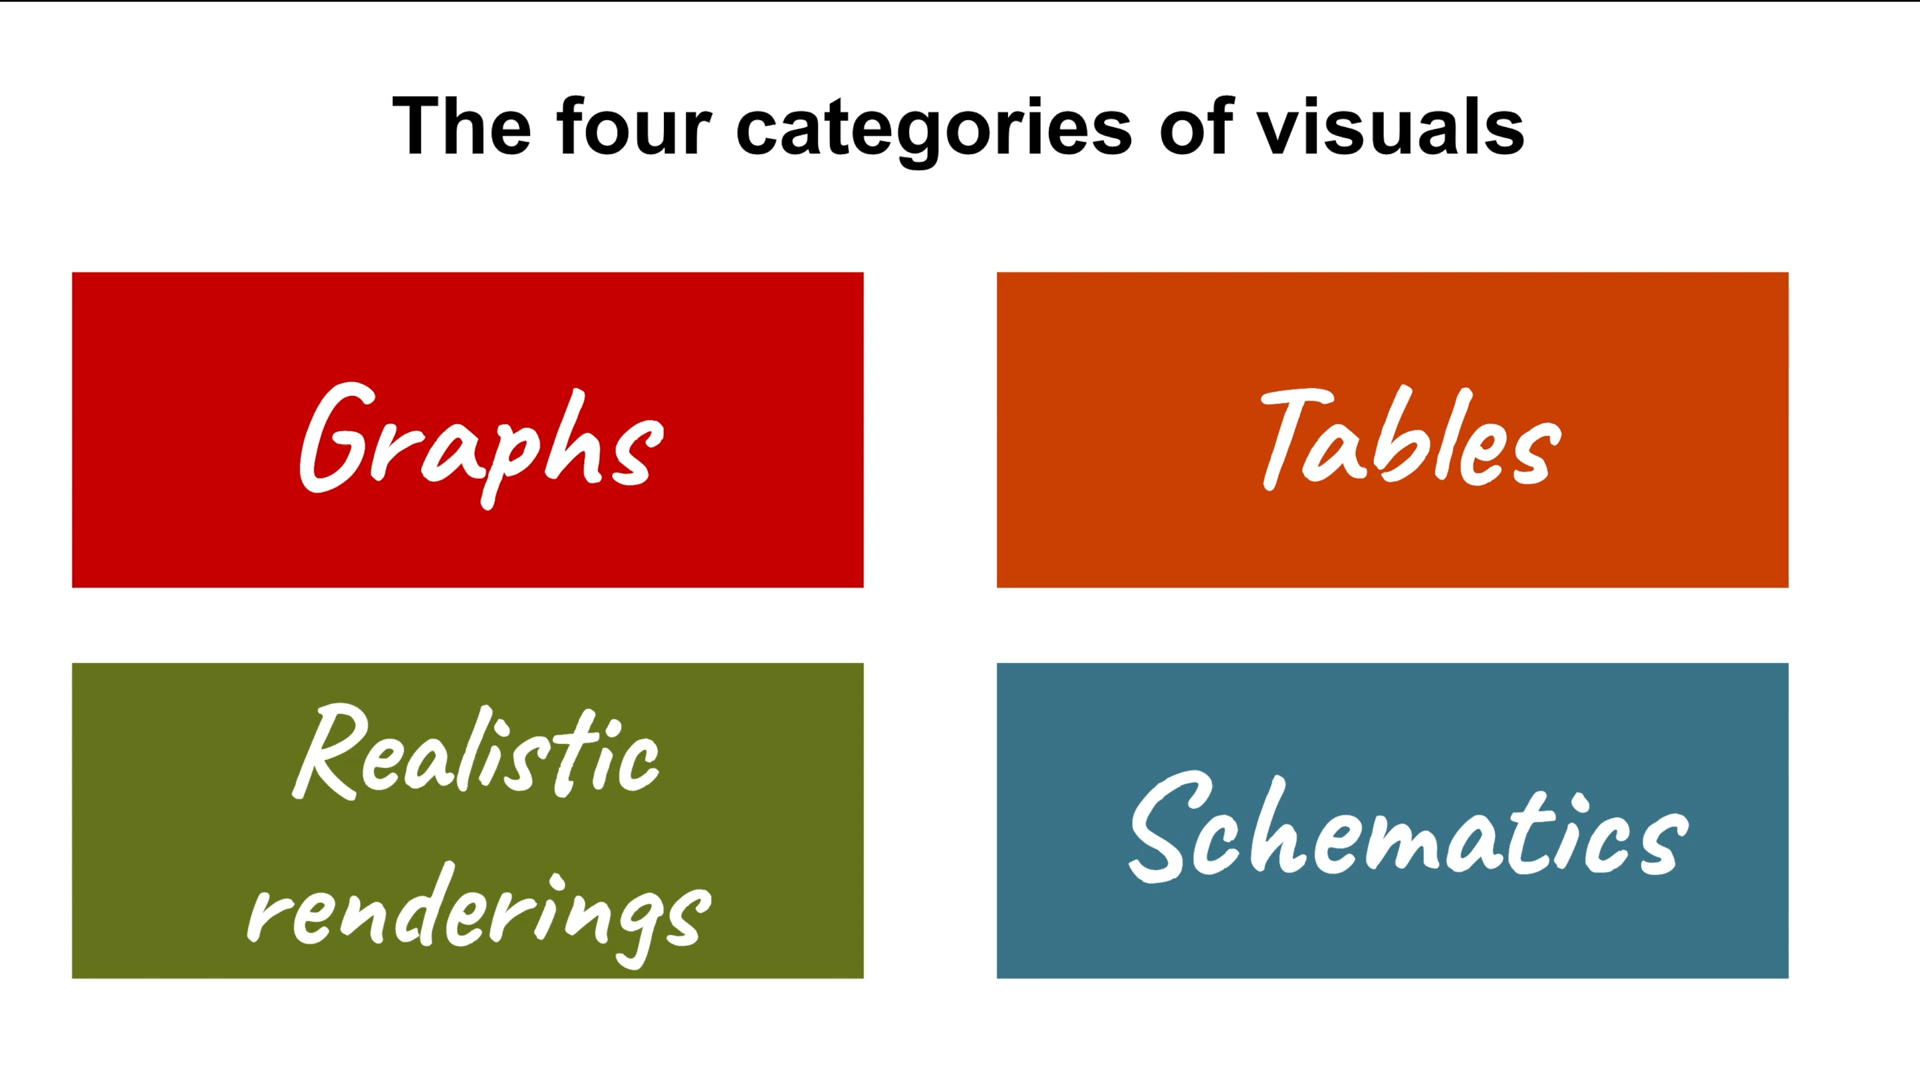 The four categories of visuals
Graphs
Tables
Realistic
renderings
Schematics